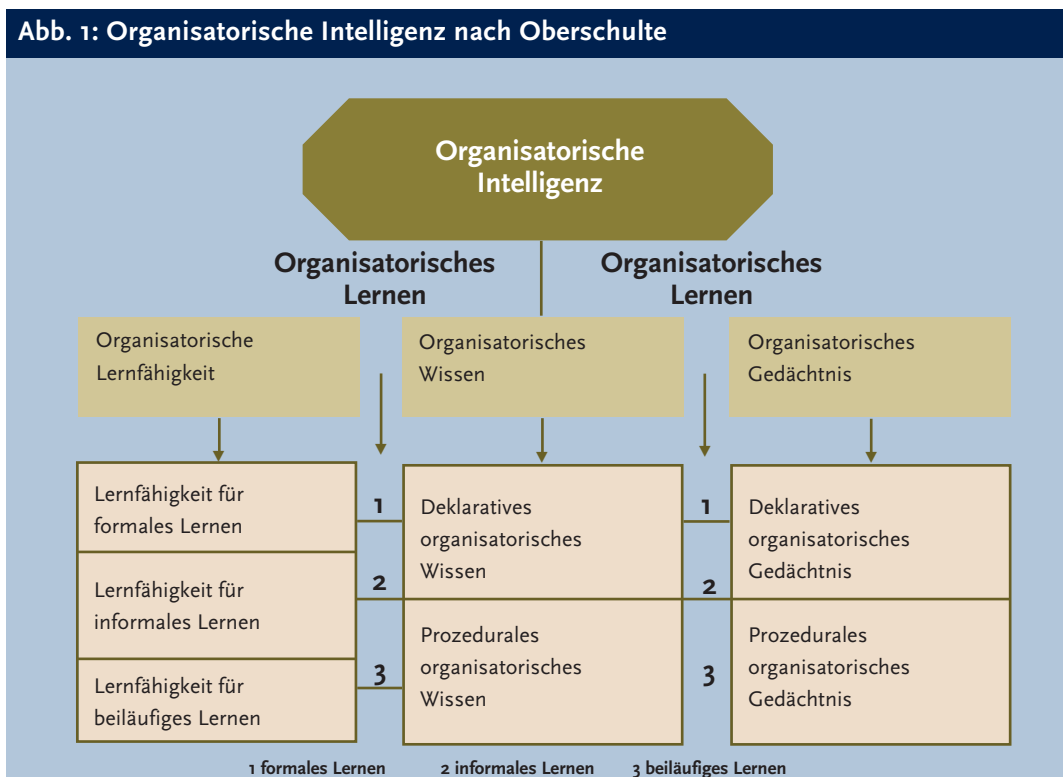 Abb. 1: Organisatorische Intelligenz nach Oberschulte
Organisatorische
Intelligenz
Organisatorisches
Lernen
Organisatorisches
Lernen
Organisatorische
Lernfähigkeit
Organisatorisches
Wissen
Organisatorisches
Gedächtnis
Lernfähigkeit für
formales Lernen
Lernfähigkeit für
informales Lernen
Lernfähigkeit für
beiläufiges Lernen
1
2
3
Deklaratives
organisatorisches
Wissen
Prozedurales
organisatorisches
Wissen
1
2
3
Deklaratives
organisatorisches
Gedächtnis
Prozedurales
organisatorisches
Gedächtnis
1 formales Lernen 2 informales Lernen 3 beiläufiges Lernen